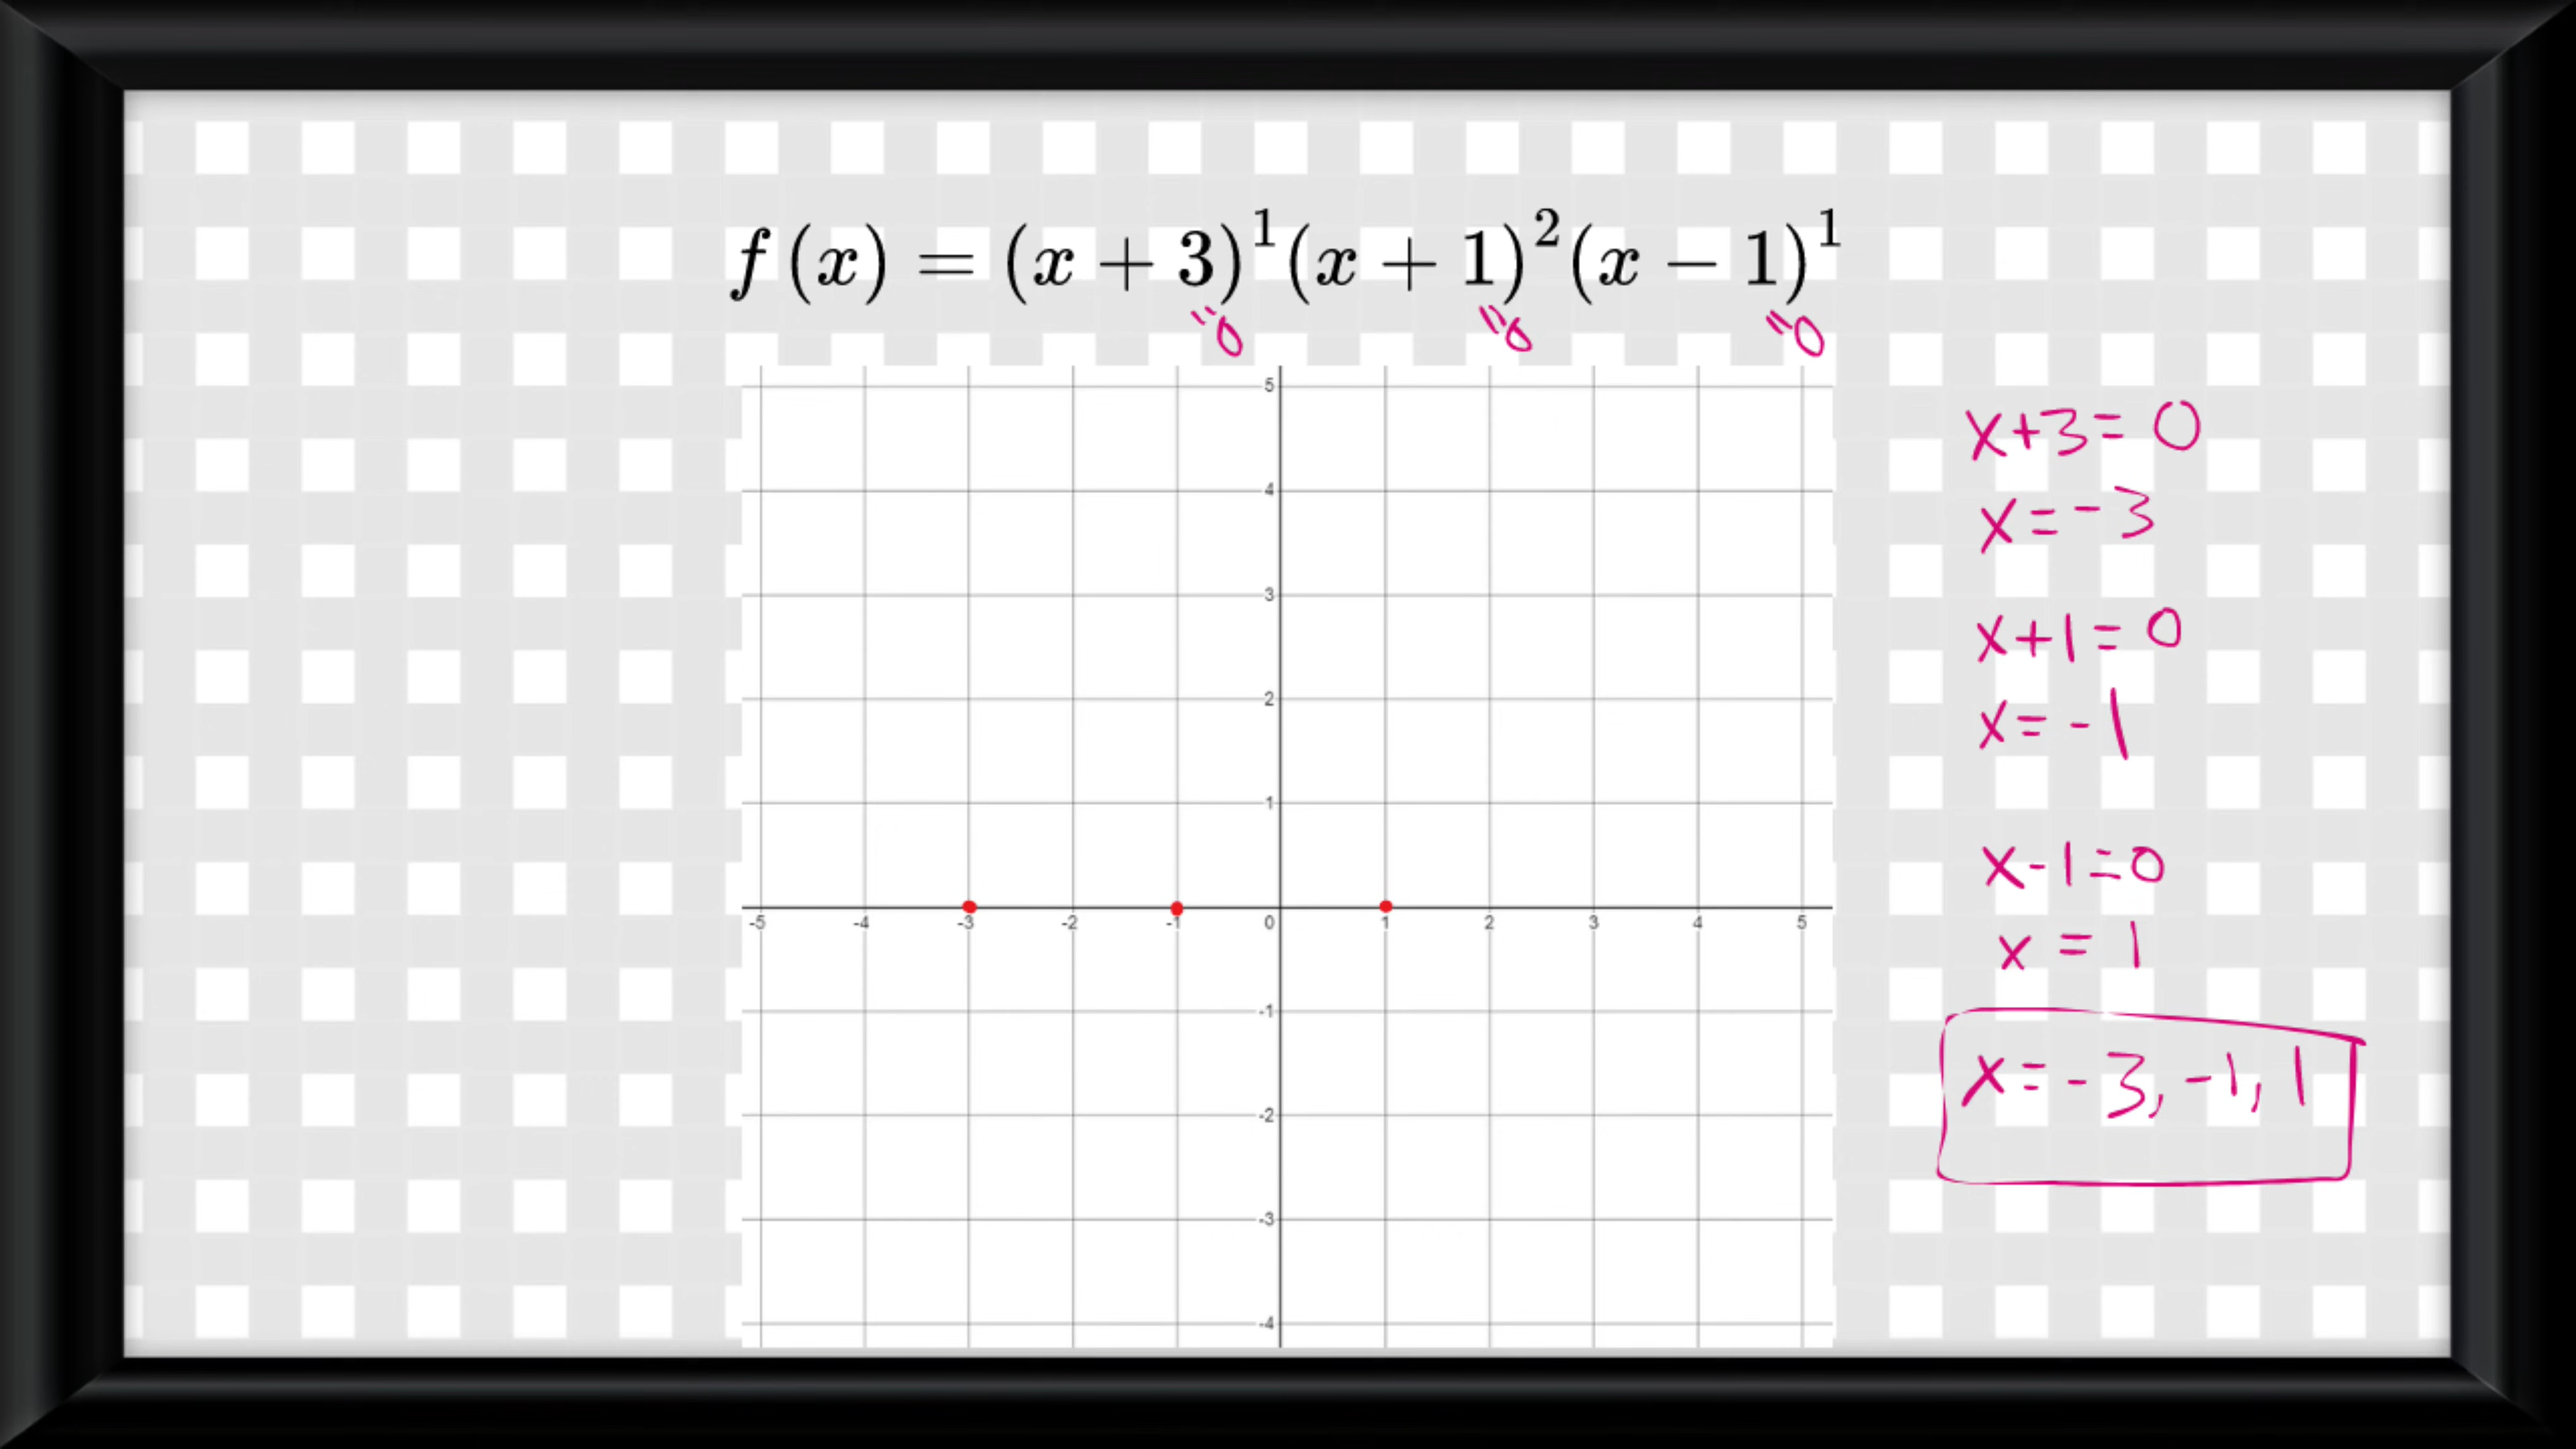 f(x) = (x + 3)¹(x + 1)²(x − 1)¹
=0 =0 =0
5
4
3
2
1
-5 -4 -3 -2 -1 0 1 2 3 4 5
-1
-2
-3
-4
x+3=0
x=-3
x+1=0
x=-1
x-1=0
x=1
x=-3,-1,1